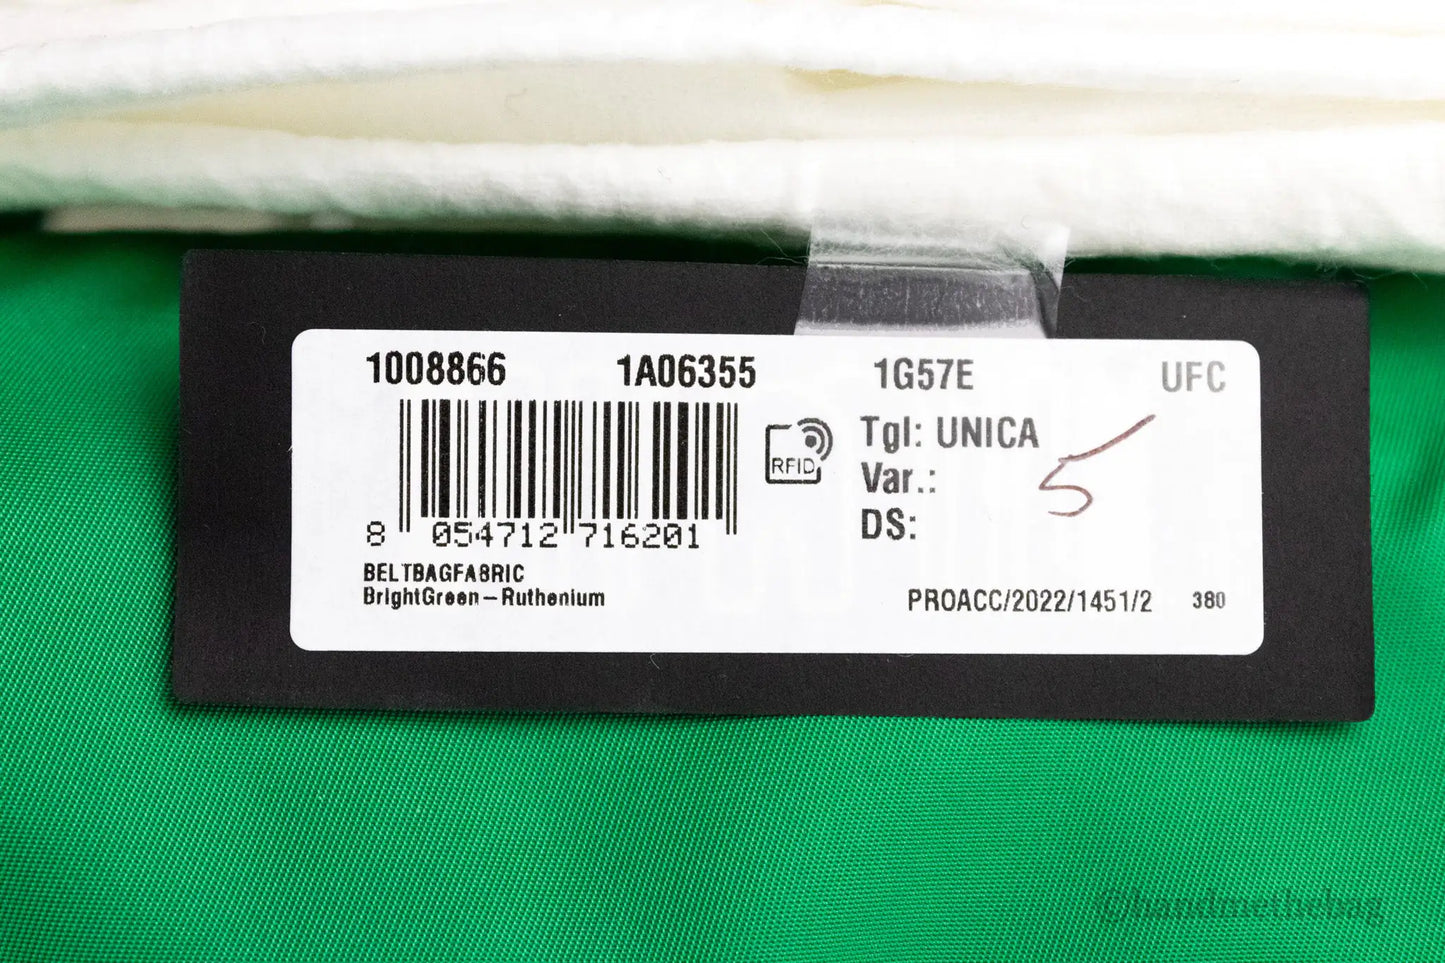 1008866 1A06355 1G57E UFC
RFID
Tgl: UNICA
Var.:
5
DS:
8 054712 716201
BELTBAGFA8RIC
BrightGreen-Ruthenium
PROACC/2022/1451/2 380
©handmethebag